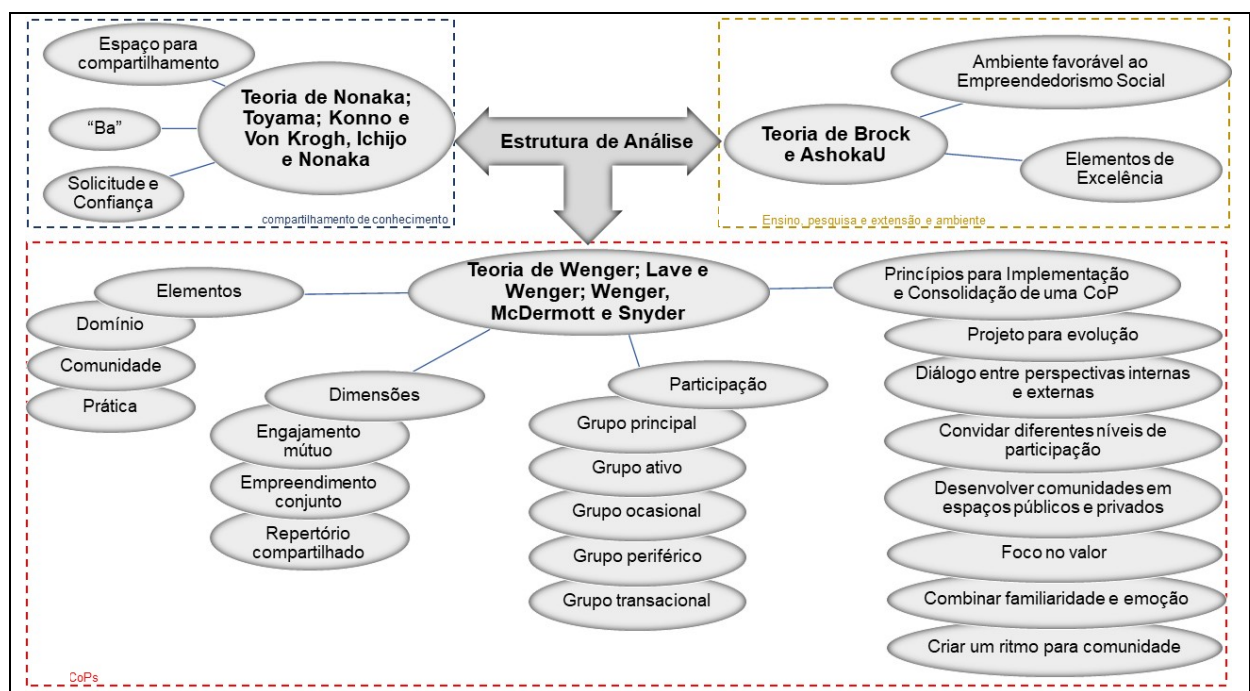 Espaço para
compartilhamento
"Ba"
Solicitude e
Confiança
Teoria de Nonaka;
Toyama; Konno e
Von Krogh, Ichijo
e Nonaka
compartilhamento de conhecimento
Estrutura de Análise
Teoria de Brock
e AshokaU
Ambiente favorável ao
Empreendedorismo Social
Elementos de
Excelência
Ensino, pesquisa e extensão e ambiente
Teoria de Wenger; Lave e
Wenger; Wenger,
McDermott e Snyder
Elementos
Domínio
Comunidade
Prática
Dimensões
Engajamento
mútuo
Empreendimento
conjunto
Repertório
compartilhado
Participação
Grupo principal
Grupo ativo
Grupo ocasional
Grupo periférico
Grupo transacional
Princípios para Implementação
e Consolidação de uma CoP
Projeto para evolução
Diálogo entre perspectivas internas
e externas
Convidar diferentes níveis de
participação
Desenvolver comunidades em
espaços públicos e privados
Foco no valor
Combinar familiaridade e emoção
Criar um ritmo para comunidade
CoPs